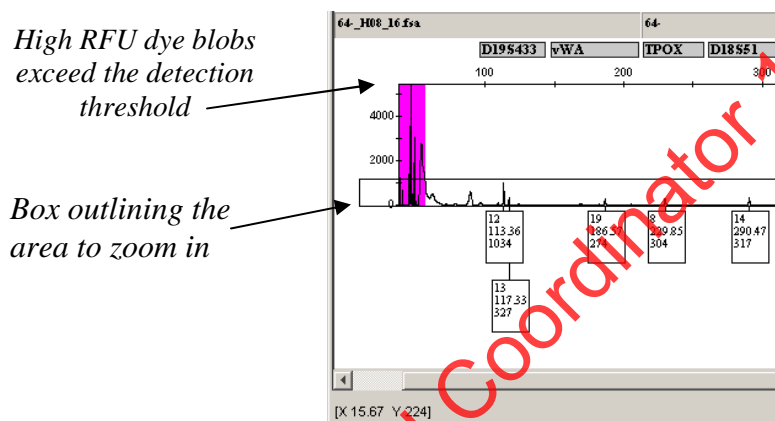 High RFU dye blobs
exceed the detection
threshold
Box outlining the
area to zoom in
64-_H08_16.fsa
64-
D19S433
vWA
TPOX
D18S51
100
200
300
4000
2000
0
12
113.36
1034
13
117.33
327
19
186.37
274
8
229.85
304
14
290.47
317
[X 15.67 Y 224]
Coordinator